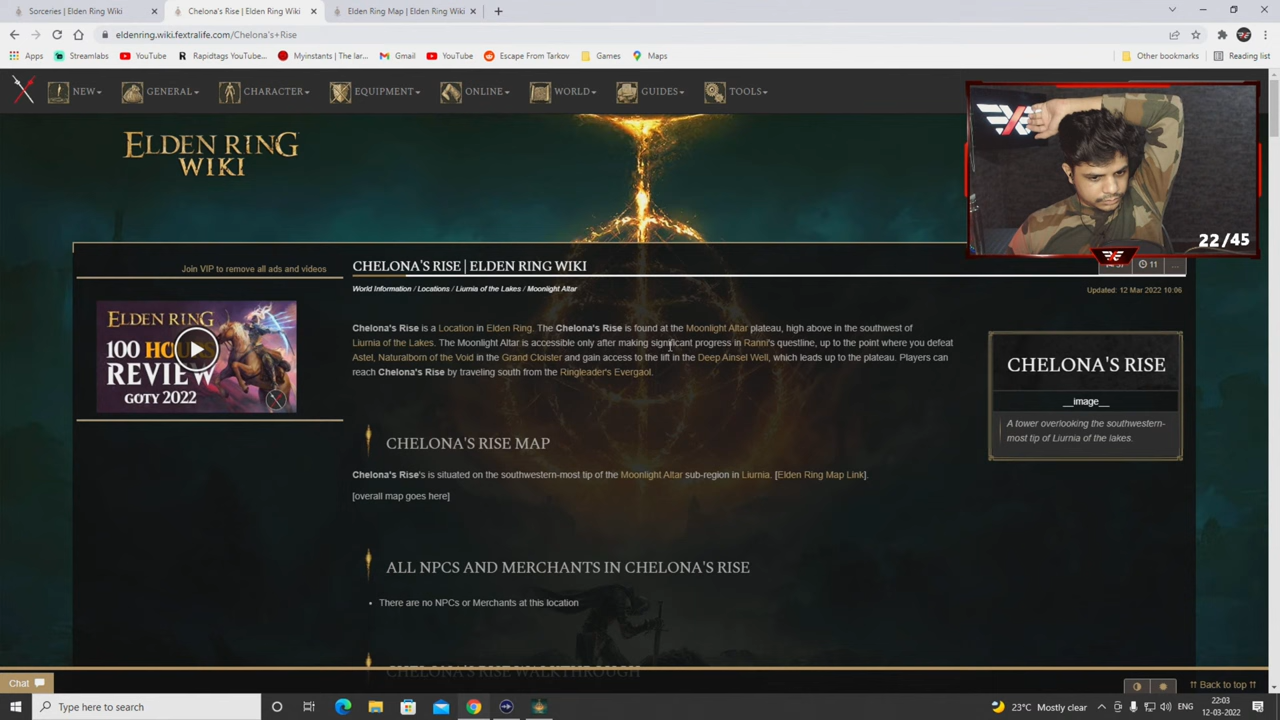 Sorceries | Elden Ring Wiki
Chelona's Rise | Elden Ring Wiki
Elden Ring Map | Elden Ring Wiki
eldenring.wiki.fextralife.com/Chelona's+Rise
Apps
Streamlabs
YouTube
Rapidtags YouTube...
Myinstants | The lar...
Gmail
YouTube
Escape From Tarkov
Games
Maps
Other bookmarks
Reading list
NEW
GENERAL
CHARACTER
EQUIPMENT
ONLINE
WORLD
GUIDES
TOOLS
ELDEN RING
WIKI
22/45
Join VIP to remove all ads and videos
ELDEN RING
100 HOUR
REVIEW
GOTY 2022
CHELONA'S RISE | ELDEN RING WIKI
11
...
World Information / Locations / Liurnia of the Lakes / Moonlight Altar
Updated: 12 Mar 2022 10:06
Chelona's Rise is a Location in Elden Ring. The Chelona's Rise is found at the Moonlight Altar plateau, high above in the southwest of
Liurnia of the Lakes. The Moonlight Altar is accessible only after making significant progress in Ranni's questline, up to the point where you defeat
Astel, Naturalborn of the Void in the Grand Cloister and gain access to the lift in the Deep Ainsel Well, which leads up to the plateau. Players can
reach Chelona's Rise by traveling south from the Ringleader's Evergaol.
CHELONA'S RISE
__image__
A tower overlooking the southwestern-
most tip of Liurnia of the lakes.
CHELONA'S RISE MAP
Chelona's Rise's is situated on the southwestern-most tip of the Moonlight Altar sub-region in Liurnia. [Elden Ring Map Link].
[overall map goes here]
ALL NPCS AND MERCHANTS IN CHELONA'S RISE
There are no NPCs or Merchants at this location
CHELONA'S RISE WALKTHROUGH
Chat
Back to top
Type here to search
23°C Mostly clear
ENG
22:03
12-03-2022